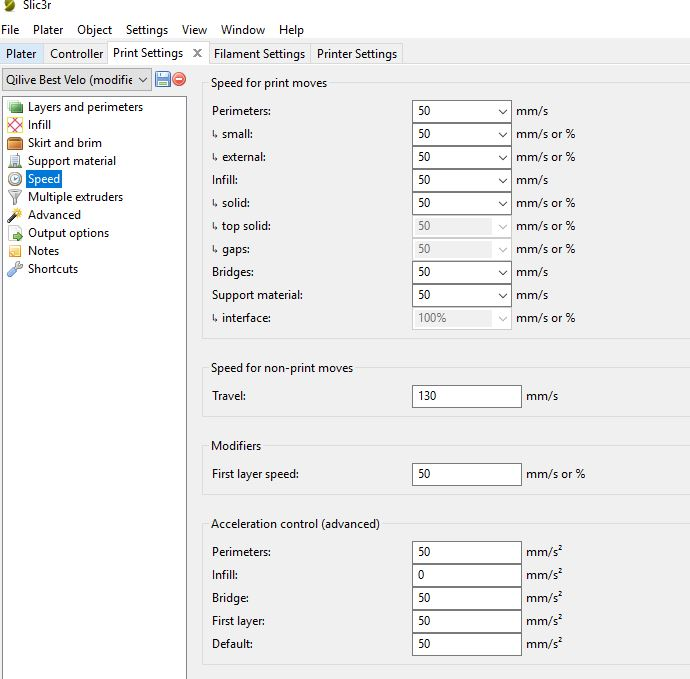 Slic3r
File Plater Object Settings View Window Help
Plater Controller Print Settings Filament Settings Printer Settings
Qilive Best Velo (modifie
Layers and perimeters
Infill
Skirt and brim
Support material
Speed
Multiple extruders
Advanced
Output options
Notes
Shortcuts
Speed for print moves
Perimeters: 50 mm/s
↳ small: 50 mm/s or %
↳ external: 50 mm/s or %
Infill: 50 mm/s
↳ solid: 50 mm/s or %
↳ top solid: 50 mm/s or %
↳ gaps: 50 mm/s or %
Bridges: 50 mm/s
Support material: 50 mm/s
↳ interface: 100% mm/s or %
Speed for non-print moves
Travel: 130 mm/s
Modifiers
First layer speed: 50 mm/s or %
Acceleration control (advanced)
Perimeters: 50 mm/s²
Infill: 0 mm/s²
Bridge: 50 mm/s²
First layer: 50 mm/s²
Default: 50 mm/s²